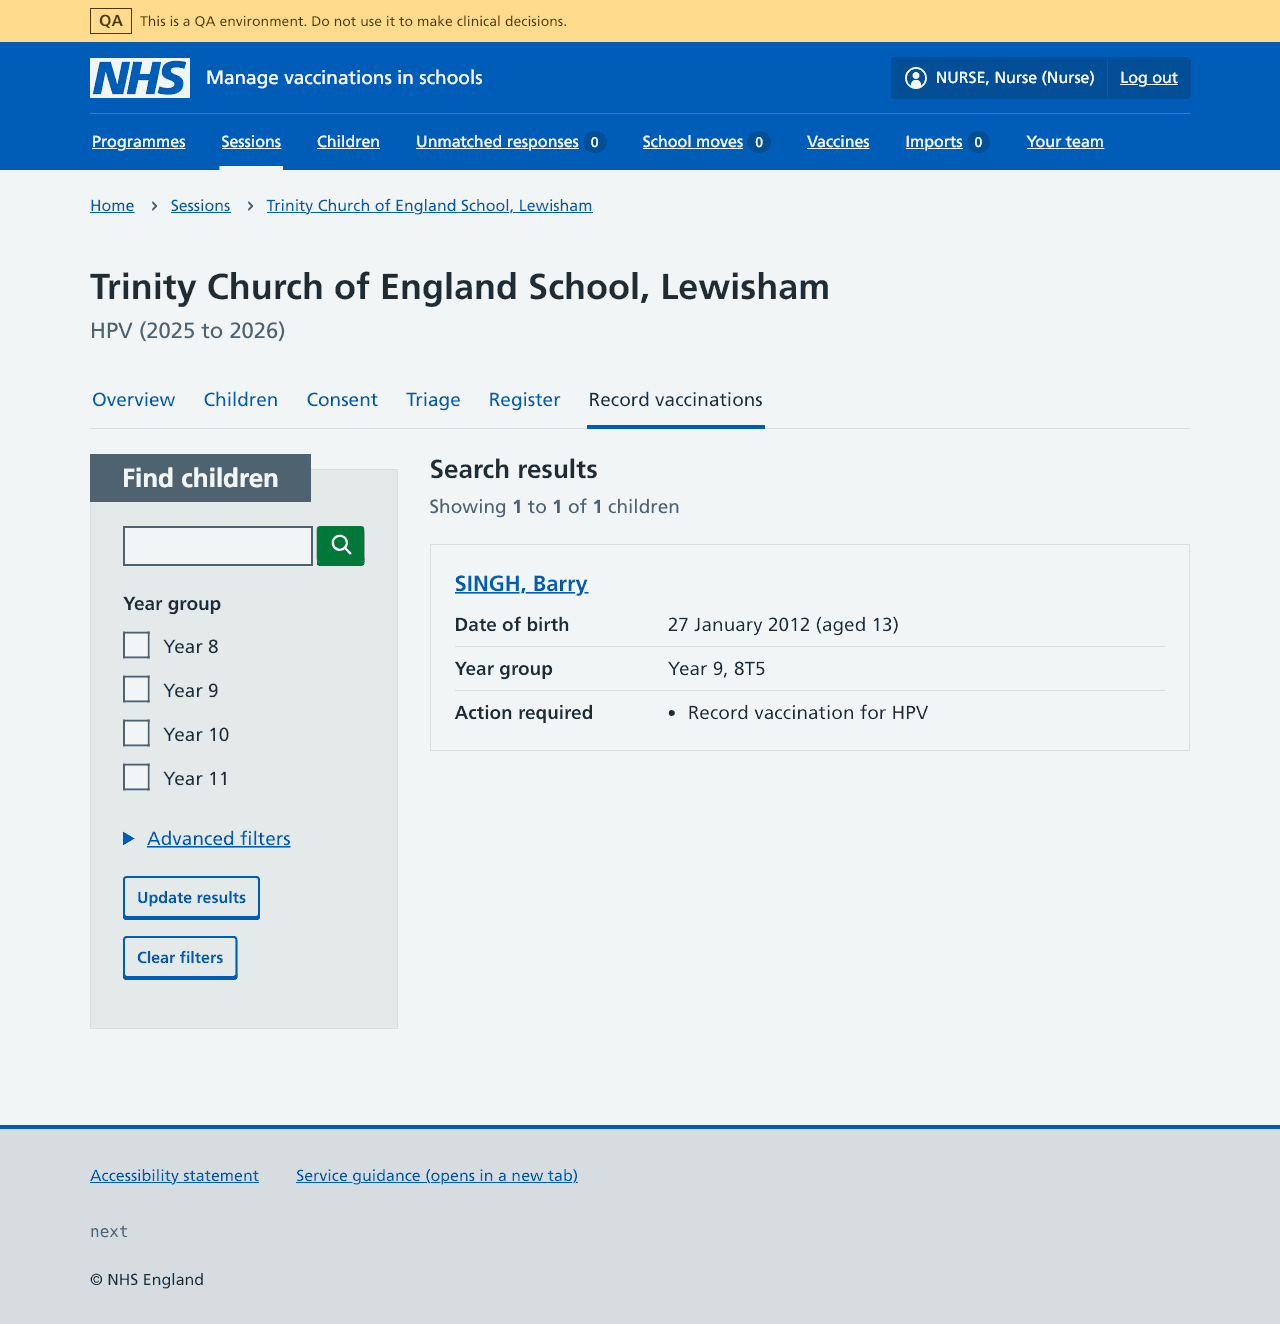 QA This is a QA environment. Do not use it to make clinical decisions.
NHS Manage vaccinations in schools NURSE, Nurse (Nurse) Log out
Programmes Sessions Children Unmatched responses 0 School moves 0 Vaccines Imports 0 Your team
Home Sessions Trinity Church of England School, Lewisham
Trinity Church of England School, Lewisham
HPV (2025 to 2026)
Overview Children Consent Triage Register Record vaccinations
Find children
Year group
Year 8
Year 9
Year 10
Year 11
Advanced filters
Update results
Clear filters
Search results
Showing 1 to 1 of 1 children
SINGH, Barry
Date of birth 27 January 2012 (aged 13)
Year group Year 9, 8T5
Action required • Record vaccination for HPV
Accessibility statement Service guidance (opens in a new tab)
next
© NHS England